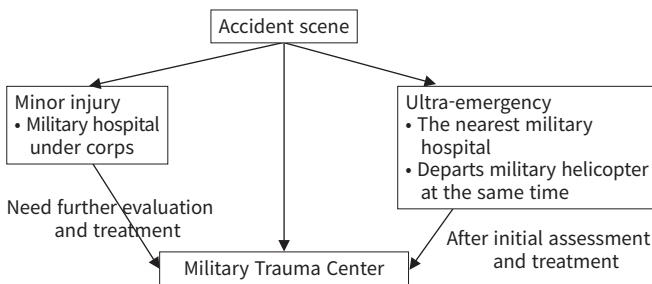 Accident scene
Minor injury
• Military hospital
under corps
Ultra-emergency
• The nearest military
hospital
• Departs military helicopter
at the same time
Need further evaluation
and treatment
After initial assessment
and treatment
Military Trauma Center